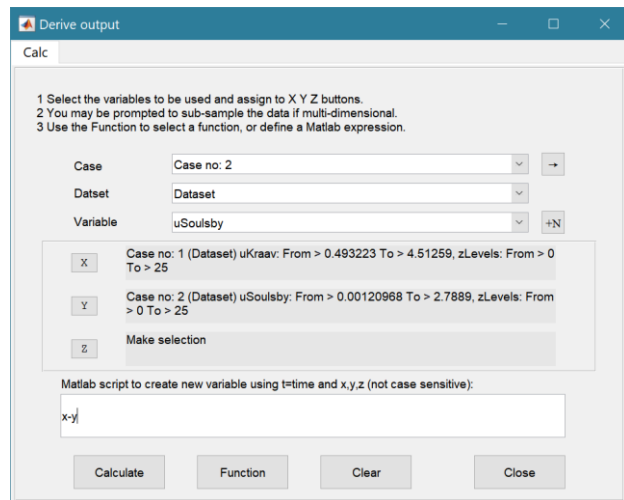 Derive output
Calc
1 Select the variables to be used and assign to X Y Z buttons.
2 You may be prompted to sub-sample the data if multi-dimensional.
3 Use the Function to select a function, or define a Matlab expression.
Case Case no: 2 →
Datset Dataset
Variable uSoulsby +N
X Case no: 1 (Dataset) uKraav: From > 0.493223 To > 4.51259, zLevels: From > 0
To > 25
Y Case no: 2 (Dataset) uSoulsby: From > 0.00120968 To > 2.7889, zLevels: From
> 0 To > 25
Z Make selection
Matlab script to create new variable using t=time and x,y,z (not case sensitive):
x-y
Calculate Function Clear Close